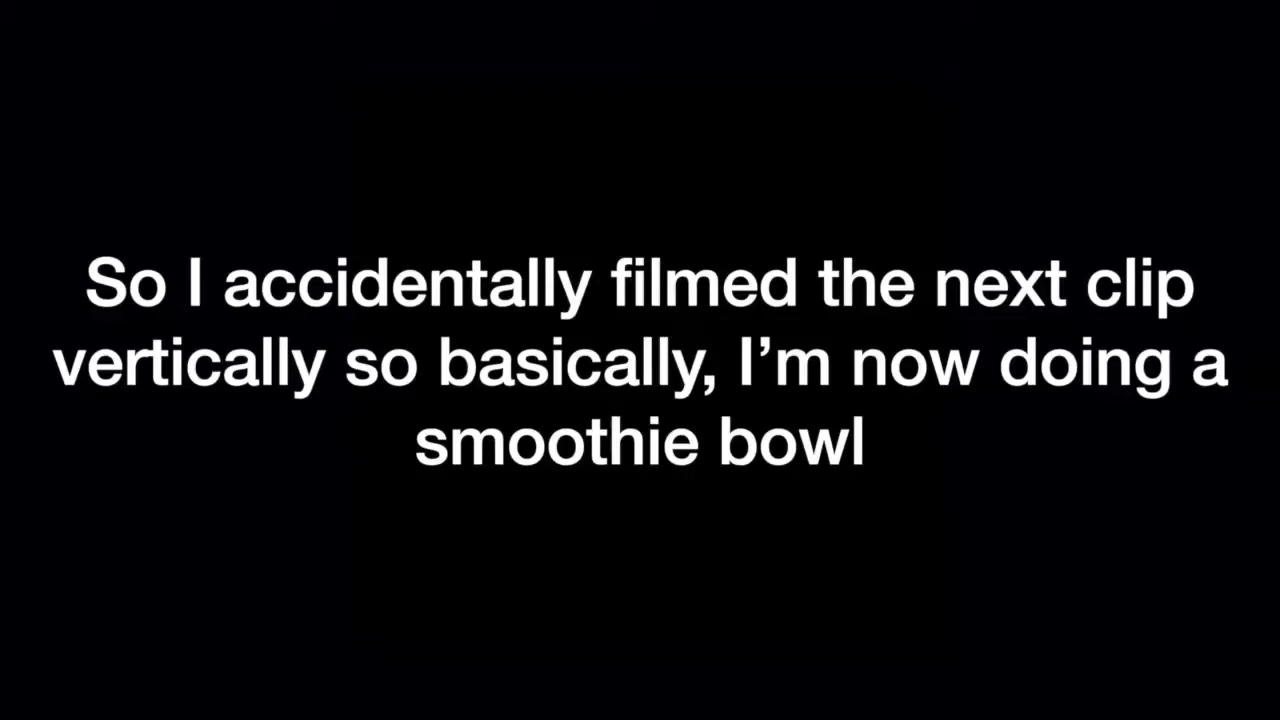 So I accidentally filmed the next clip
vertically so basically, I’m now doing a
smoothie bowl